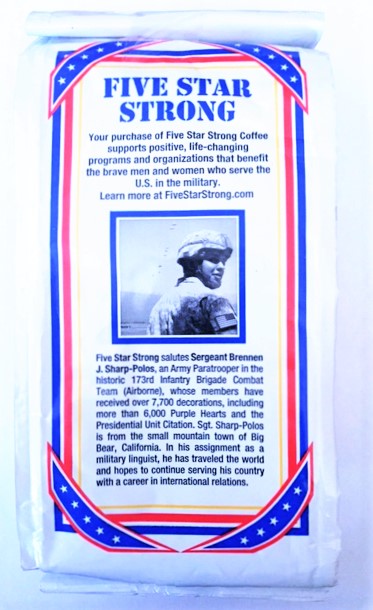 FIVE STAR
STRONG
Your purchase of Five Star Strong Coffee
supports positive, life-changing
programs and organizations that benefit
the brave men and women who serve the
U.S. in the military.
Learn more at FiveStarStrong.com
Five Star Strong salutes Sergeant Brennen
J. Sharp-Polos, an Army Paratrooper in the
historic 173rd Infantry Brigade Combat
Team (Airborne), whose members have
received over 7,700 decorations, including
more than 6,000 Purple Hearts and the
Presidential Unit Citation. Sgt. Sharp-Polos
is from the small mountain town of Big
Bear, California. In his assignment as a
military linguist, he has traveled the world
and hopes to continue serving his country
with a career in international relations.